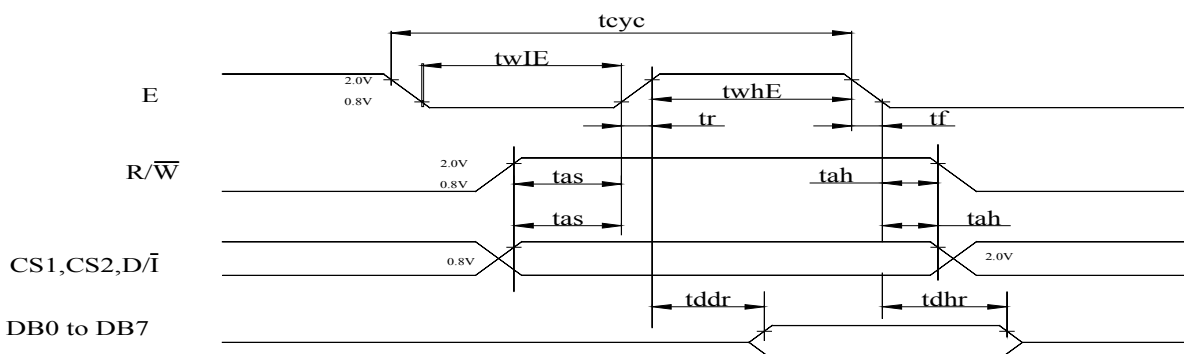 tcyc
twIE
E
2.0V
0.8V
twhE
tr
tf
R/W̅
2.0V
0.8V
tas
tah
tas
tah
CS1,CS2,D/I̅
0.8V
2.0V
tddr
tdhr
DB0 to DB7